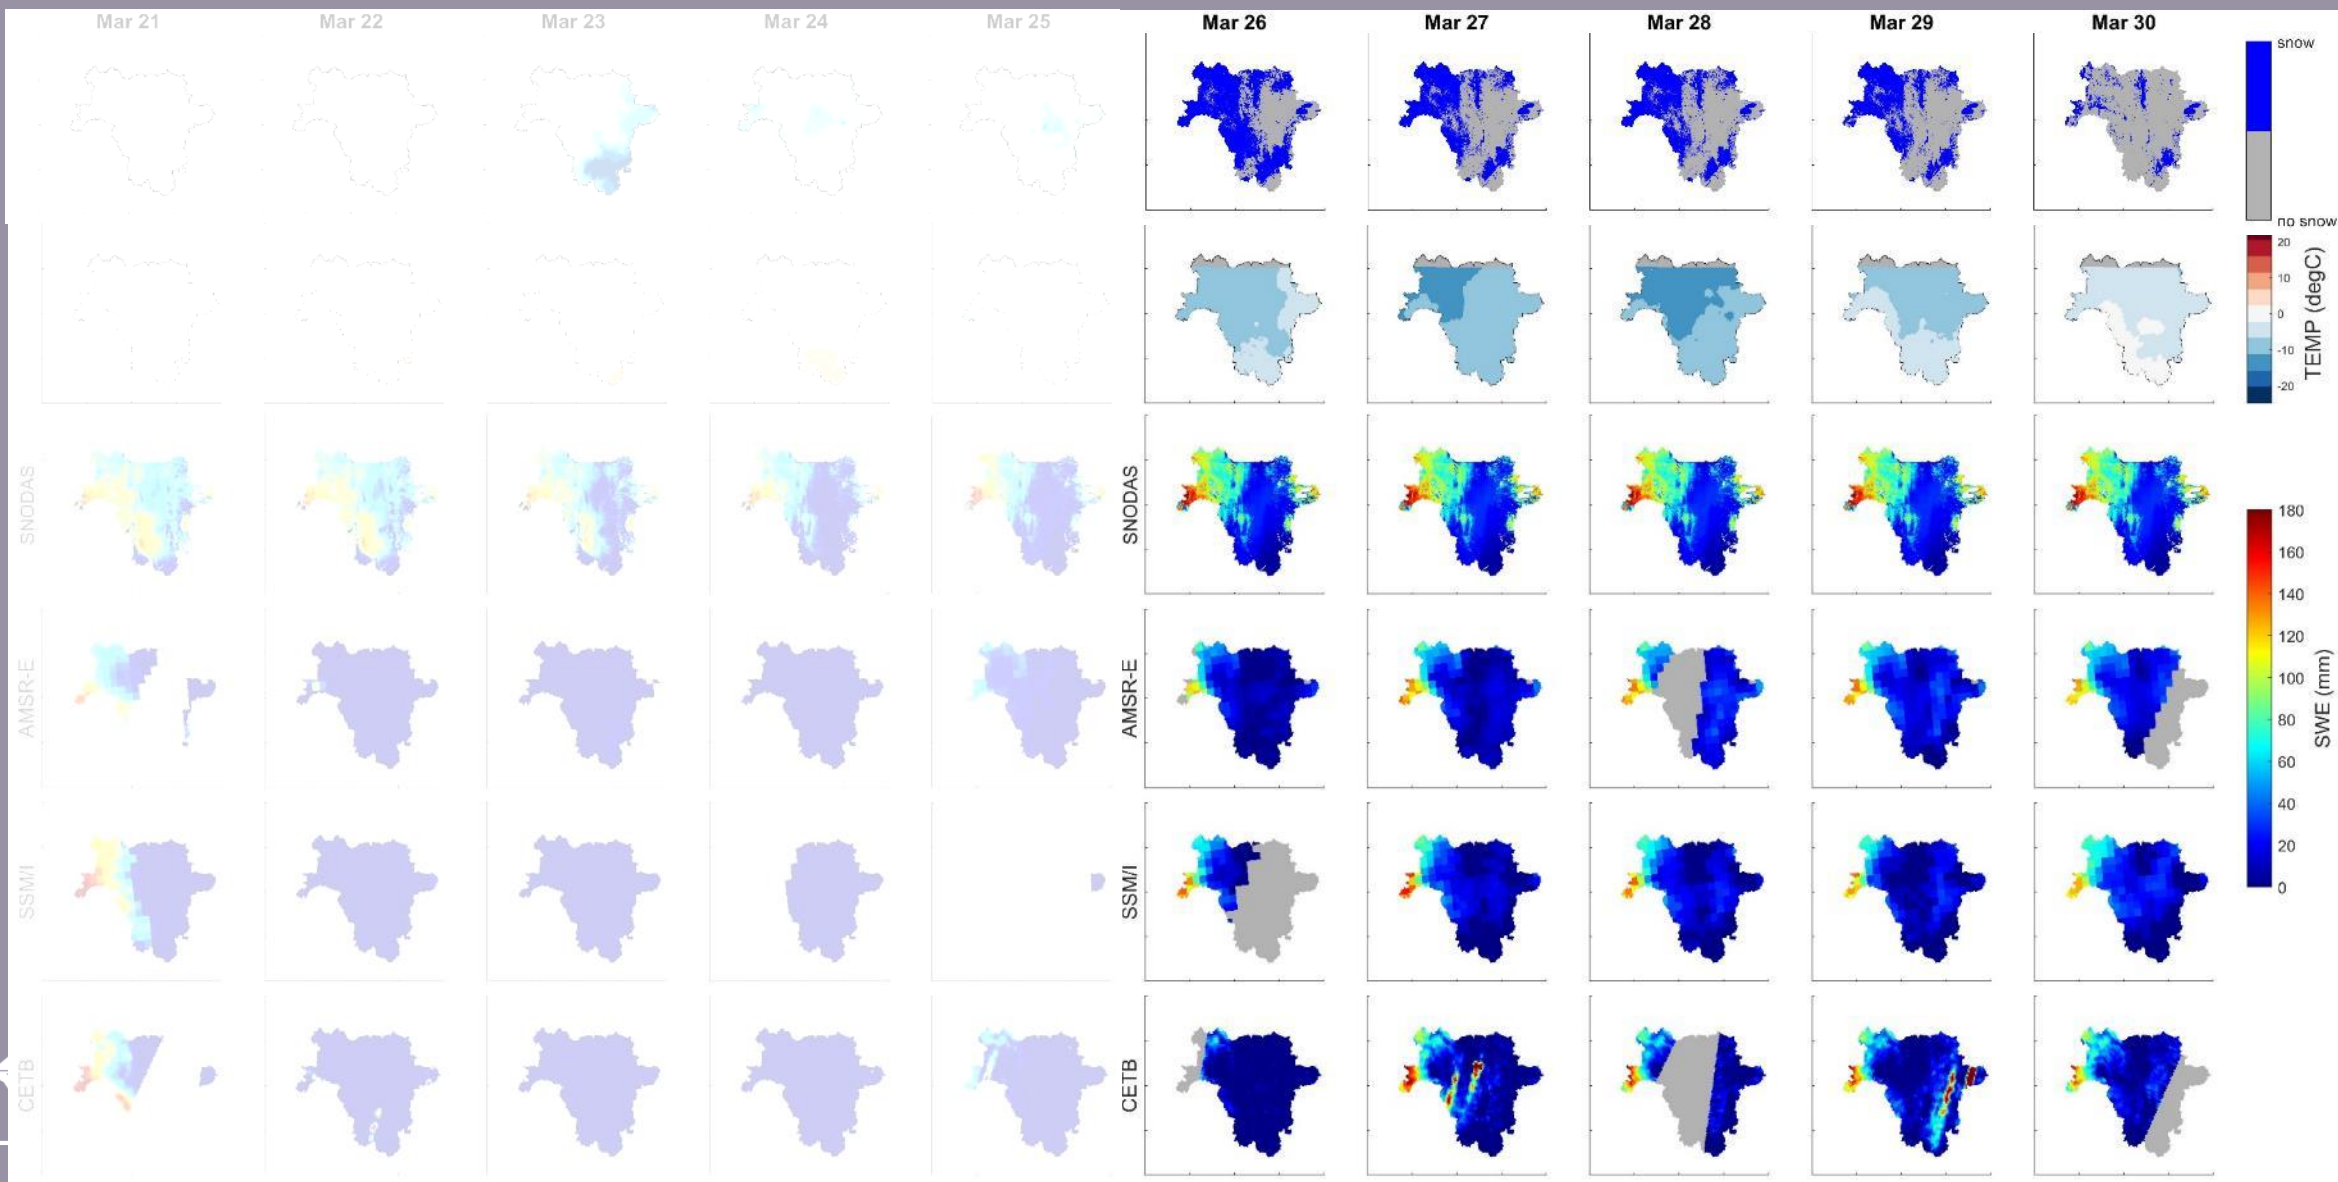 Mar 21 Mar 22 Mar 23 Mar 24 Mar 25 Mar 26 Mar 27 Mar 28 Mar 29 Mar 30
snow
no snow
20
10
0
-10
-20
TEMP (degC)
SNODAS SNODAS
AMSR-E AMSR-E
SSM/I SSM/I
CETB CETB
180
160
140
120
100
80
60
40
20
0
SWE (mm)